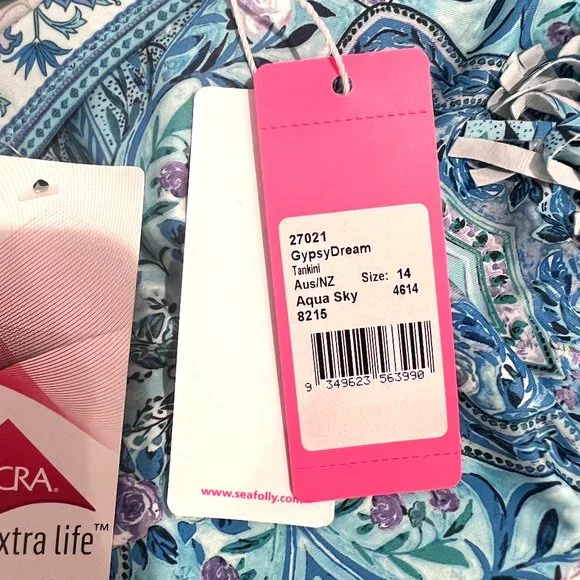 27021
GypsyDream
Tankini
Aus/NZ Size: 14
Aqua Sky 4614
8215
9 349623 563990
www.seafolly.com
CRA®
xtra life™